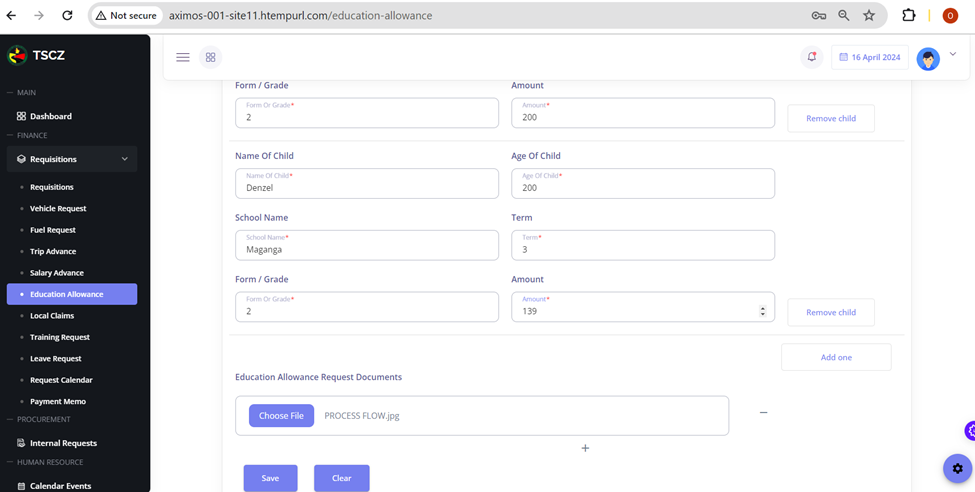 Not secure
aximos-001-site11.htempurl.com/education-allowance
O
TSCZ
16 April 2024
MAIN
Dashboard
FINANCE
Requisitions
Requisitions
Vehicle Request
Fuel Request
Trip Advance
Salary Advance
Education Allowance
Local Claims
Training Request
Leave Request
Request Calendar
Payment Memo
PROCUREMENT
Internal Requests
HUMAN RESOURCE
Calendar Events
Form / Grade
Amount
Form Or Grade*
Amount*
2
200
Remove child
Name Of Child
Age Of Child
Name Of Child*
Age Of Child*
Denzel
200
School Name
Term
School Name*
Term*
Maganga
3
Form / Grade
Amount
Form Or Grade*
Amount*
2
139
Remove child
Add one
Education Allowance Request Documents
Choose File
PROCESS FLOW.jpg
Save
Clear